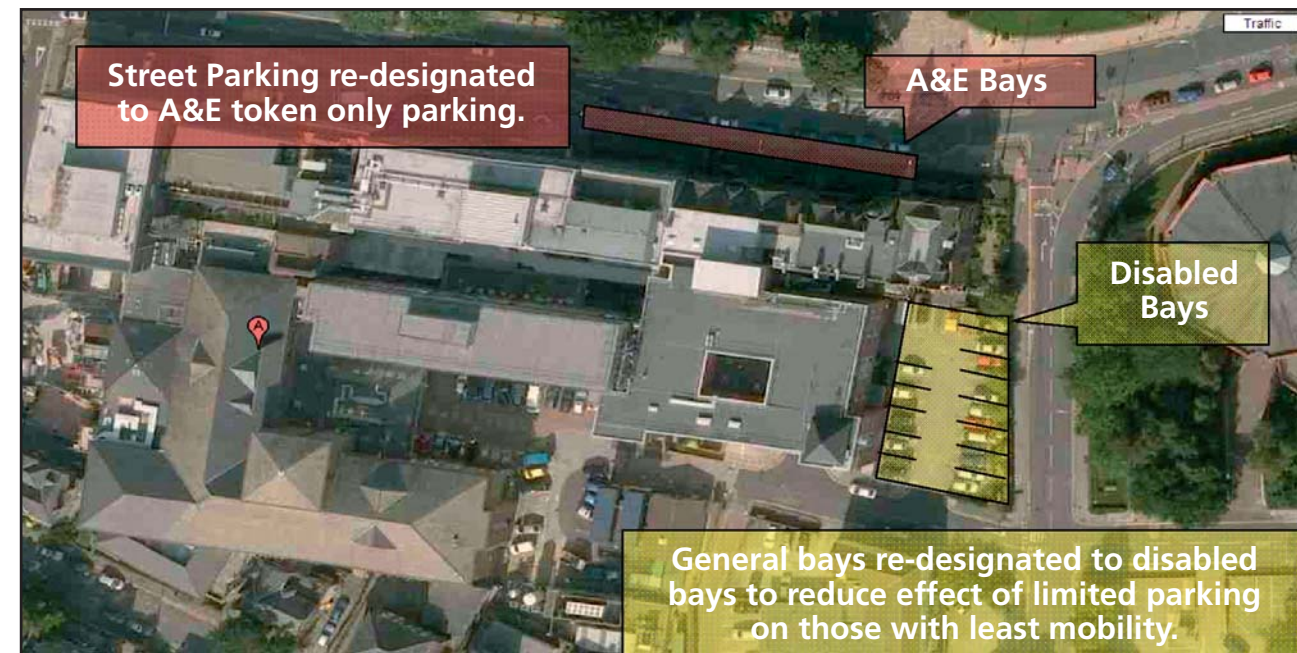 Traffic
Street Parking re-designated
to A&E token only parking.
A&E Bays
A
Disabled
Bays
General bays re-designated to disabled
bays to reduce effect of limited parking
on those with least mobility.